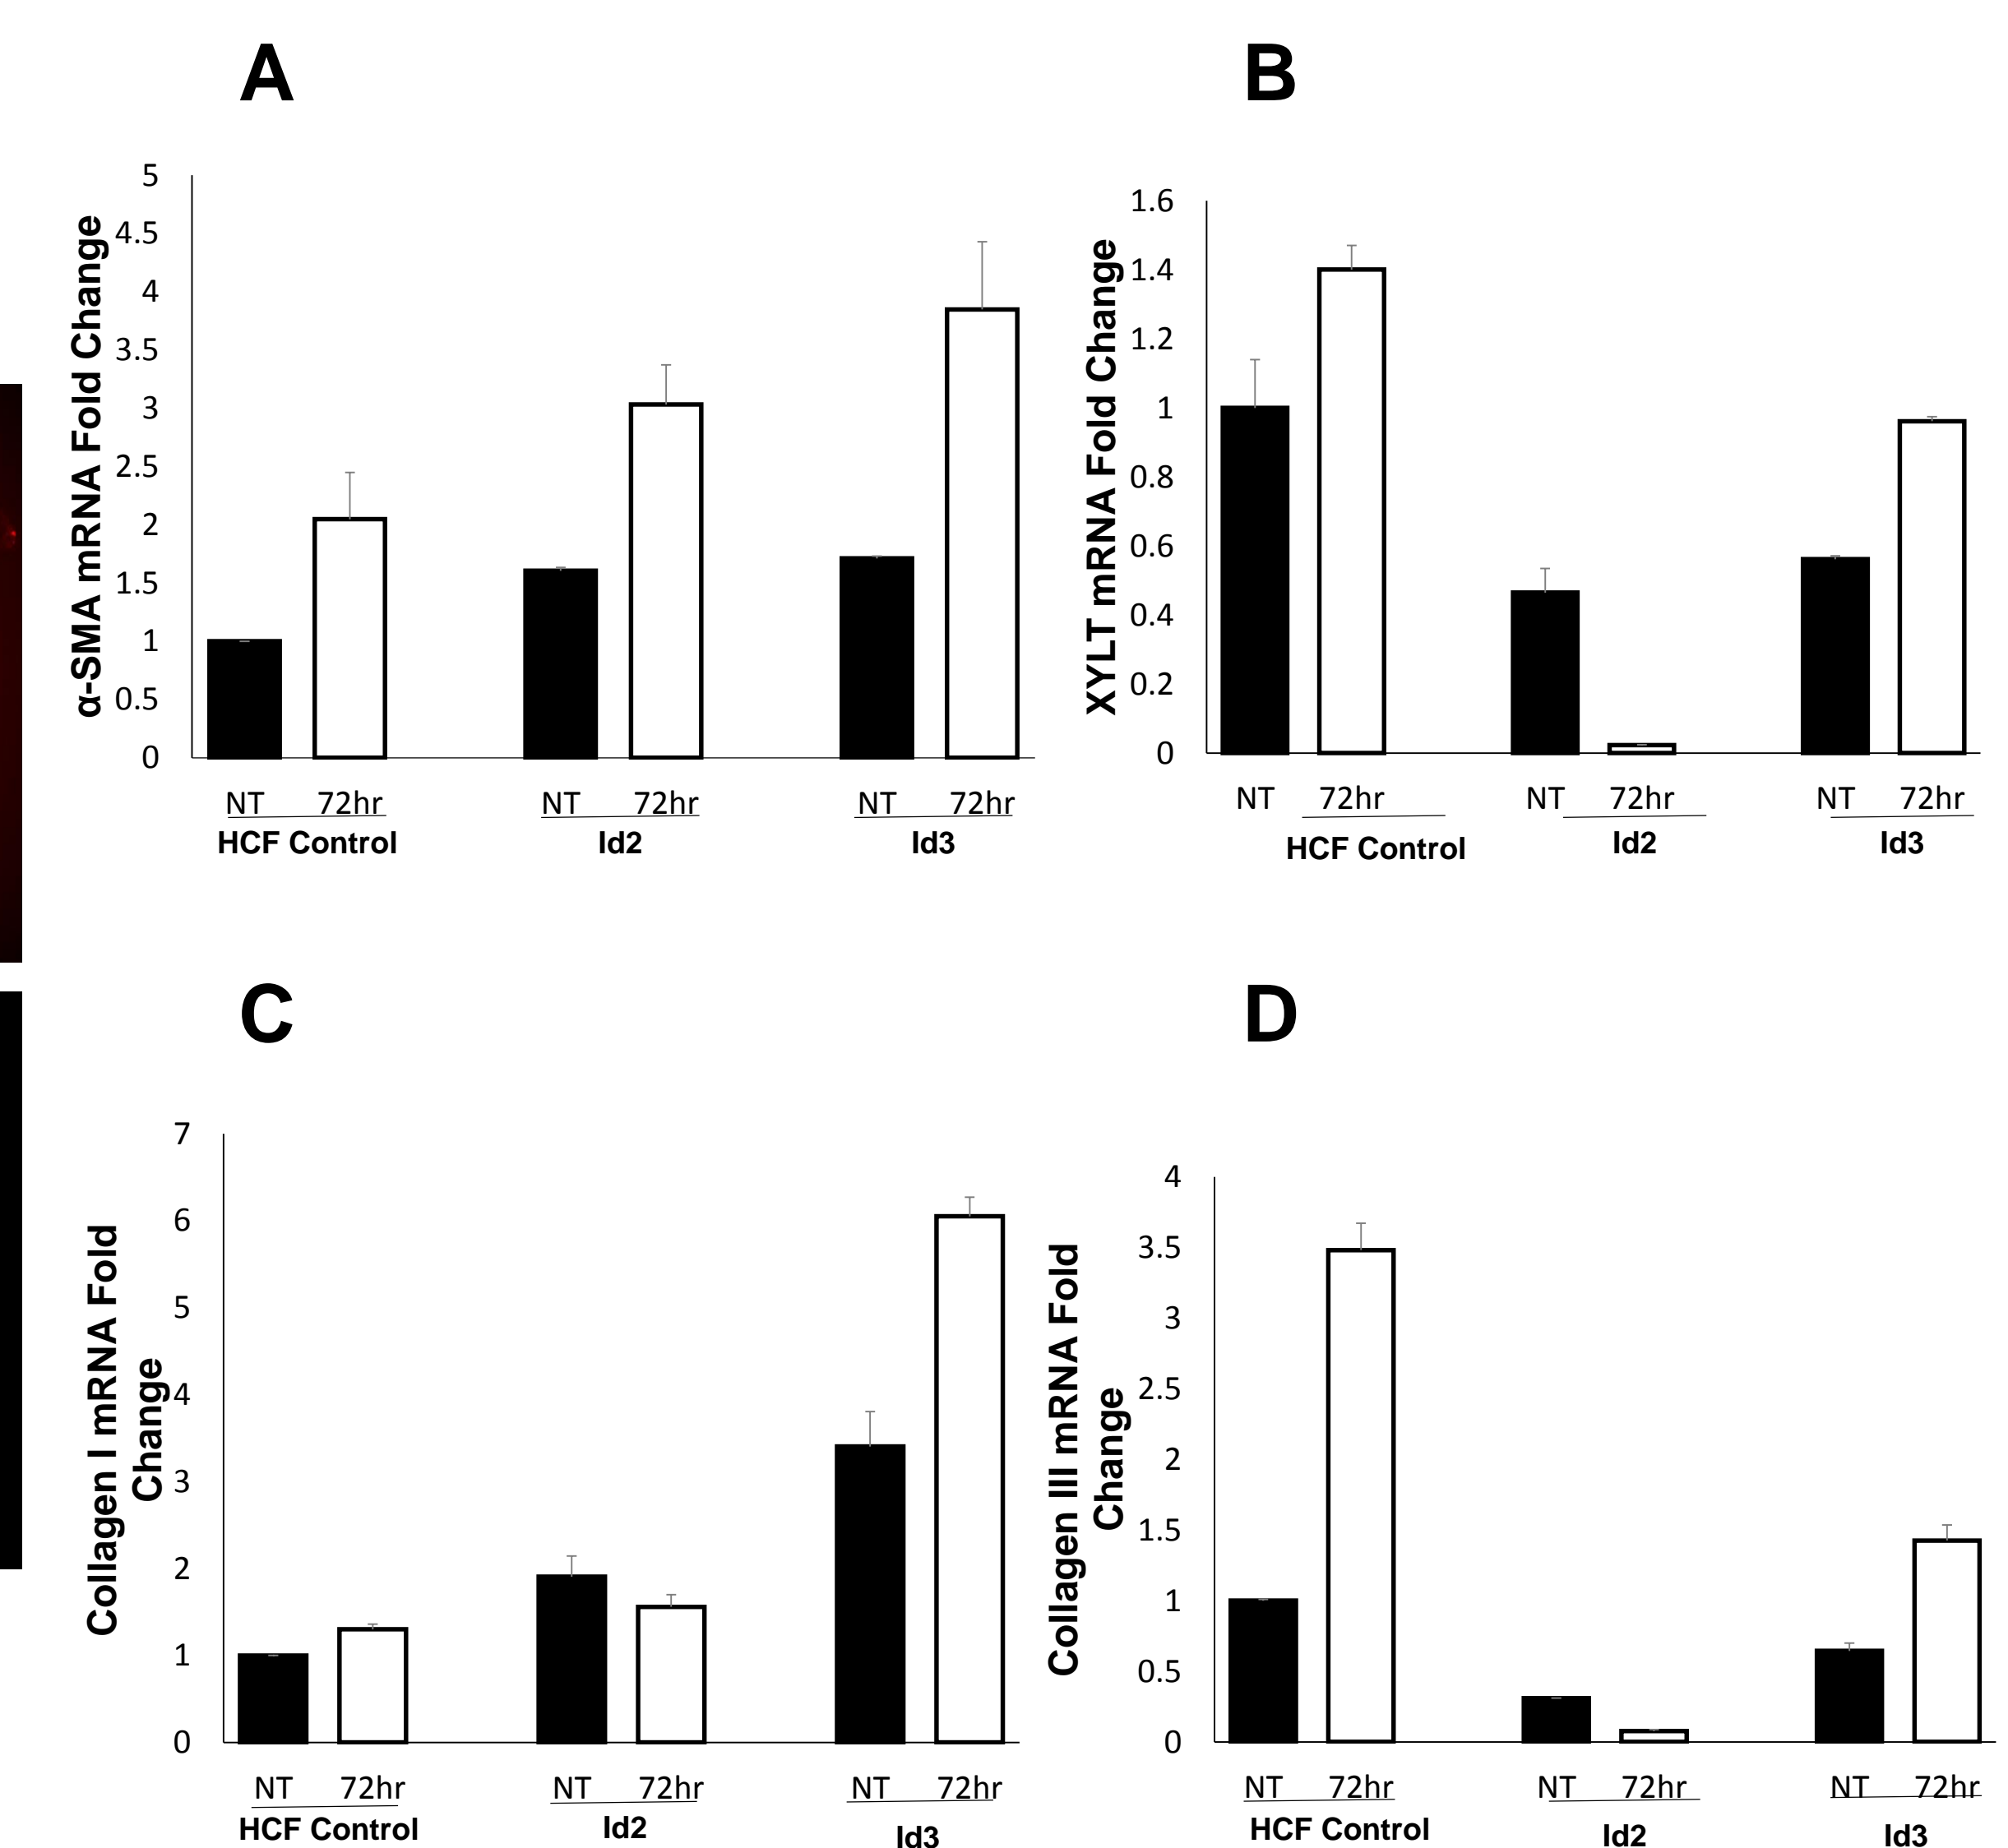 A
α-SMA mRNA Fold Change
5
4.5
4
3.5
3
2.5
2
1.5
1
0.5
0
NT 72hr NT 72hr NT 72hr
HCF Control Id2 Id3
B
XYLT mRNA Fold Change
1.6
1.4
1.2
1
0.8
0.6
0.4
0.2
0
NT 72hr NT 72hr NT 72hr
HCF Control Id2 Id3
C
Collagen I mRNA Fold
Change
7
6
5
4
3
2
1
0
NT 72hr NT 72hr NT 72hr
HCF Control Id2 Id3
D
Collagen III mRNA Fold
Change
4
3.5
3
2.5
2
1.5
1
0.5
0
NT 72hr NT 72hr NT 72hr
HCF Control Id2 Id3